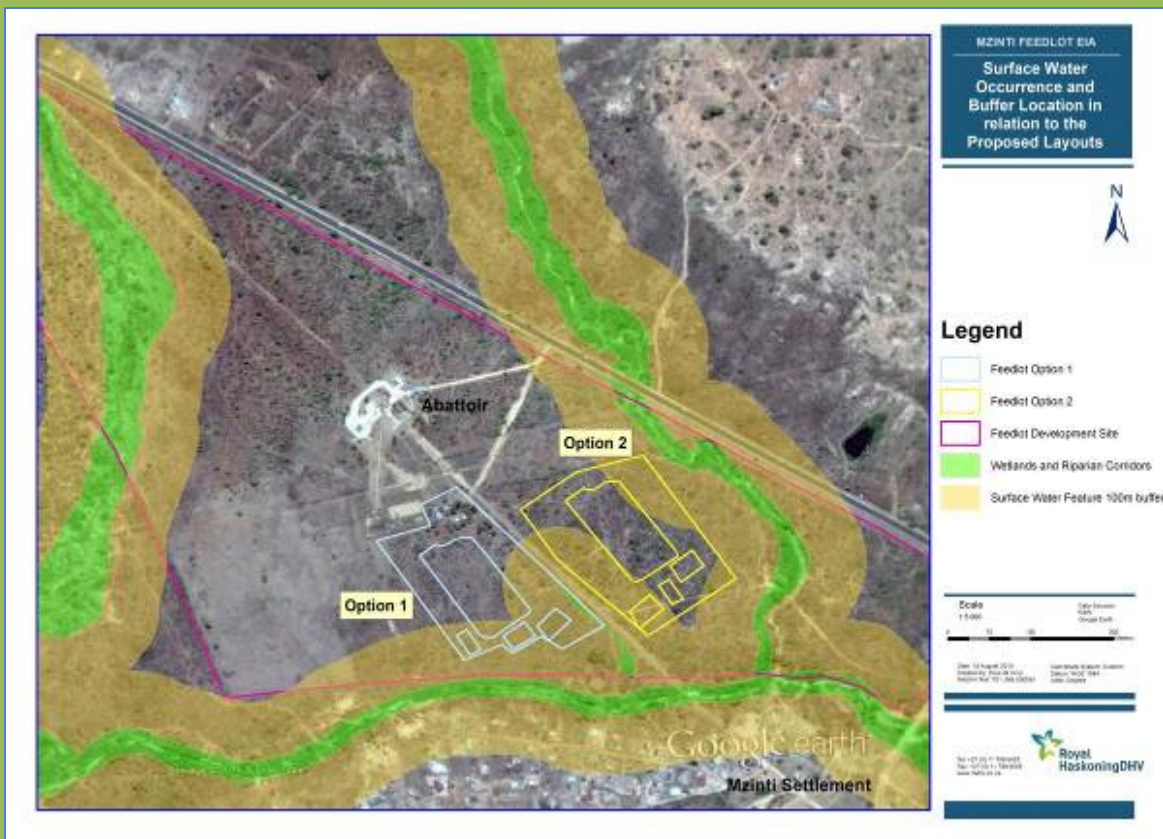 MZINTI FEEDLOT EIA
Surface Water
Occurrence and
Buffer Location in
relation to the
Proposed Layouts
N
Legend
Feedlot Option 1
Feedlot Option 2
Feedlot Development Site
Wetlands and Riparian Corridors
Surface Water Feature 100m buffer
Abattoir
Option 2
Option 1
Google earth
Mzinti Settlement
Scale
Google Earth
Royal
HaskoningDHV